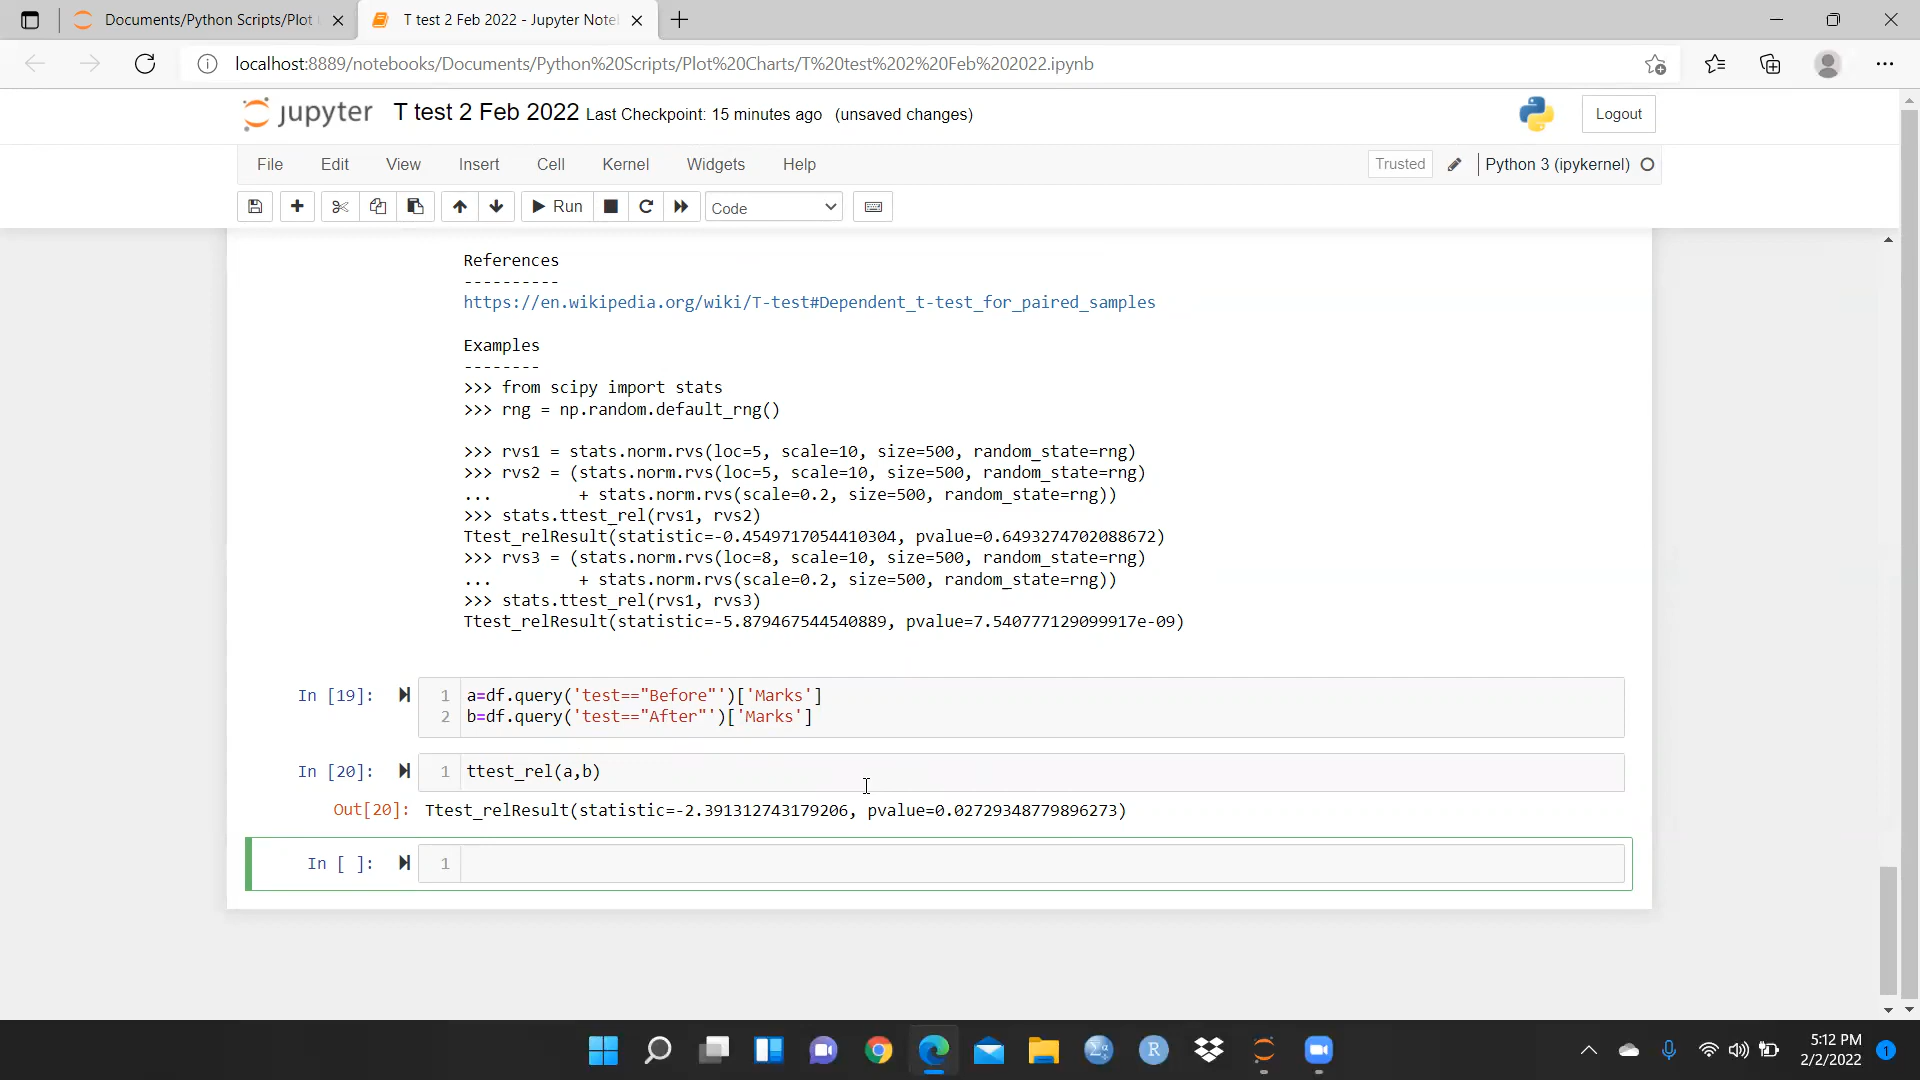 Documents/Python Scripts/Plot
T test 2 Feb 2022 - Jupyter Note
localhost:8889/notebooks/Documents/Python%20Scripts/Plot%20Charts/T%20test%202%20Feb%202022.ipynb
jupyter T test 2 Feb 2022 Last Checkpoint: 15 minutes ago (unsaved changes)
Logout
File Edit View Insert Cell Kernel Widgets Help
Trusted Python 3 (ipykernel)
Run Code
References
----------
https://en.wikipedia.org/wiki/T-test#Dependent_t-test_for_paired_samples
Examples
--------
>>> from scipy import stats
>>> rng = np.random.default_rng()
>>> rvs1 = stats.norm.rvs(loc=5, scale=10, size=500, random_state=rng)
>>> rvs2 = (stats.norm.rvs(loc=5, scale=10, size=500, random_state=rng)
...         + stats.norm.rvs(scale=0.2, size=500, random_state=rng))
>>> stats.ttest_rel(rvs1, rvs2)
Ttest_relResult(statistic=-0.4549717054410304, pvalue=0.6493274702088672)
>>> rvs3 = (stats.norm.rvs(loc=8, scale=10, size=500, random_state=rng)
...         + stats.norm.rvs(scale=0.2, size=500, random_state=rng))
>>> stats.ttest_rel(rvs1, rvs3)
Ttest_relResult(statistic=-5.879467544540889, pvalue=7.540777129099917e-09)
In [19]: 1 a=df.query('test=="Before"')['Marks']
2 b=df.query('test=="After"')['Marks']
In [20]: 1 ttest_rel(a,b)
Out[20]: Ttest_relResult(statistic=-2.391312743179206, pvalue=0.02729348779896273)
In [ ]: 1
Σα
R
5:12 PM
2/2/2022
1